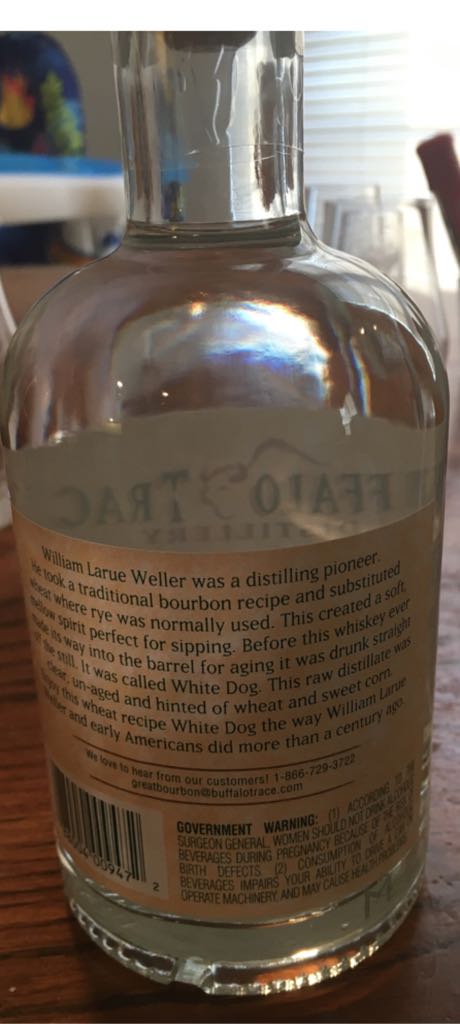 FFALO TRAC
DISTILLERY
William Larue Weller was a distilling pioneer.
He took a traditional bourbon recipe and substituted
wheat where rye was normally used. This created a soft,
mellow spirit perfect for sipping. Before this whiskey ever
made its way into the barrel for aging it was drunk straight
off the still. It was called White Dog. This raw distillate was
clear, un-aged and hinted of wheat and sweet corn.
Enjoy this wheat recipe White Dog the way William Larue
Weller and early Americans did more than a century ago.
We love to hear from our customers! 1-866-729-3722
greatbourbon@buffalotrace.com
GOVERNMENT WARNING: (1) ACCORDING TO THE
SURGEON GENERAL, WOMEN SHOULD NOT DRINK ALCOHOLIC
BEVERAGES DURING PREGNANCY BECAUSE OF THE RISK OF
BIRTH DEFECTS. (2) CONSUMPTION OF ALCOHOLIC
BEVERAGES IMPAIRS YOUR ABILITY TO DRIVE A CAR OR
OPERATE MACHINERY, AND MAY CAUSE HEALTH PROBLEMS.
00947 2